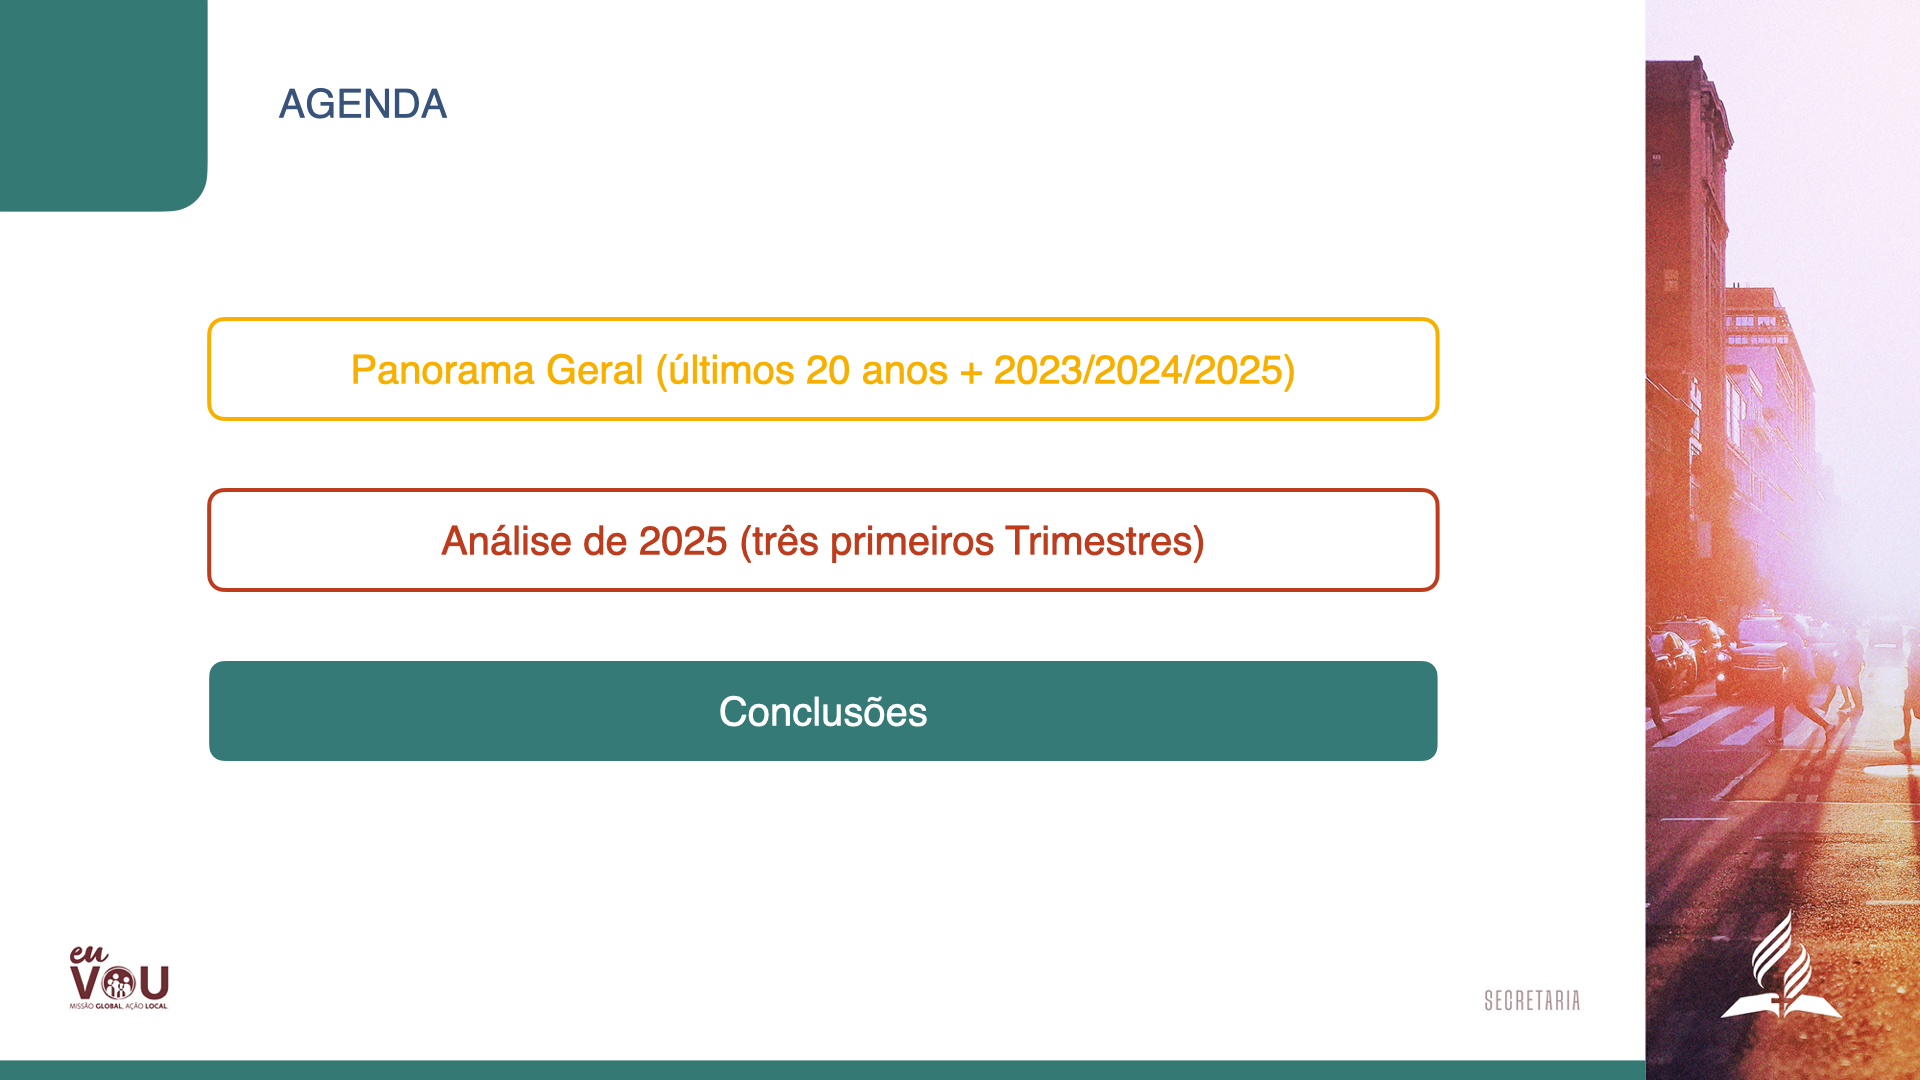 AGENDA
Panorama Geral (últimos 20 anos + 2023/2024/2025)
Análise de 2025 (três primeiros Trimestres)
Conclusões
eu
VOU
MISSÃO GLOBAL, AÇÃO LOCAL
SECRETARIA